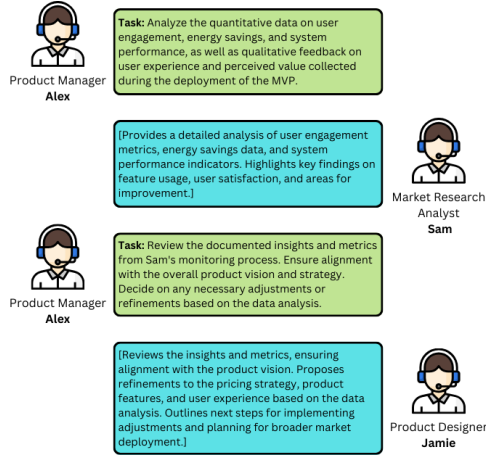 Task: Analyze the quantitative data on user
engagement, energy savings, and system
performance, as well as qualitative feedback on
user experience and perceived value collected
during the deployment of the MVP.
Product Manager
Alex
[Provides a detailed analysis of user engagement
metrics, energy savings data, and system
performance indicators. Highlights key findings on
feature usage, user satisfaction, and areas for
improvement.]
Market Research
Analyst
Sam
Task: Review the documented insights and metrics
from Sam's monitoring process. Ensure alignment
with the overall product vision and strategy.
Decide on any necessary adjustments or
refinements based on the data analysis.
Product Manager
Alex
[Reviews the insights and metrics, ensuring
alignment with the product vision. Proposes
refinements to the pricing strategy, product
features, and user experience based on the data
analysis. Outlines next steps for implementing
adjustments and planning for broader market
deployment.]
Product Designer
Jamie